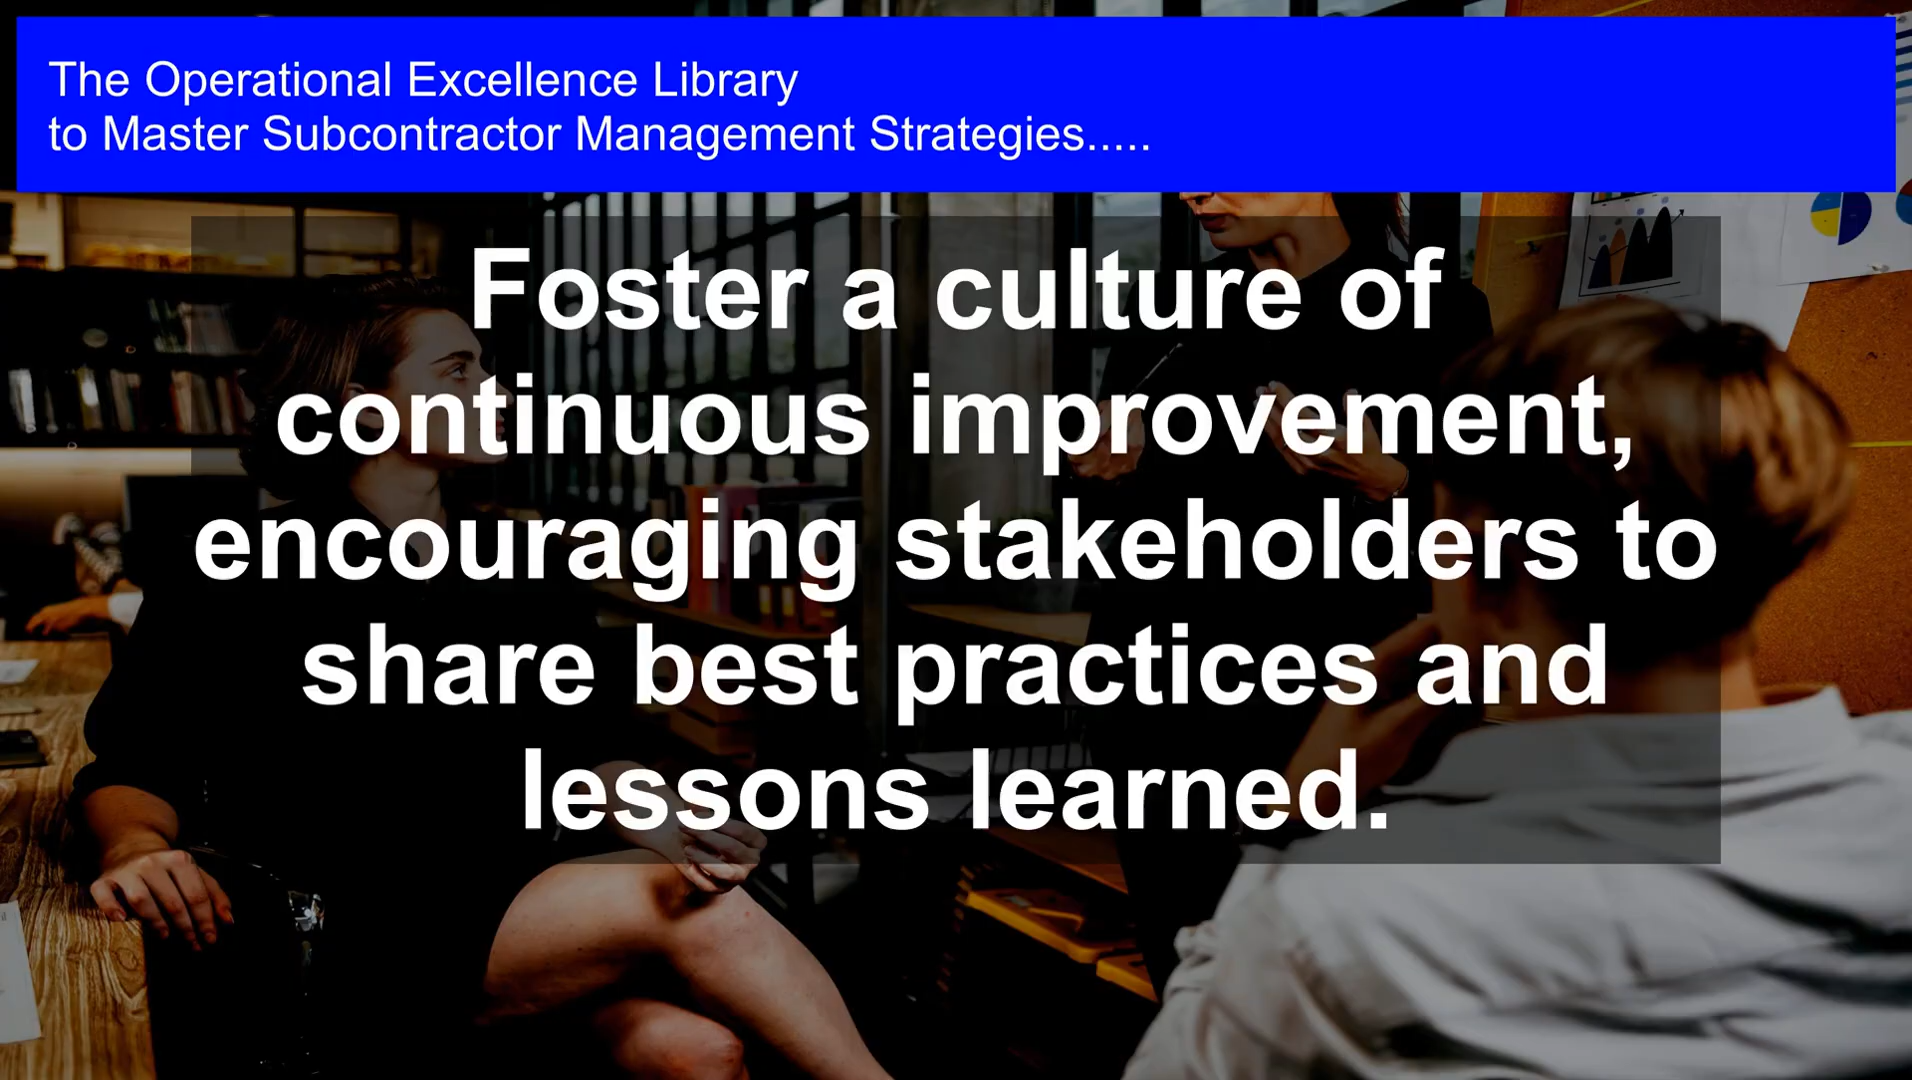 The Operational Excellence Library
to Master Subcontractor Management Strategies.....
Foster a culture of
continuous improvement,
encouraging stakeholders to
share best practices and
lessons learned.